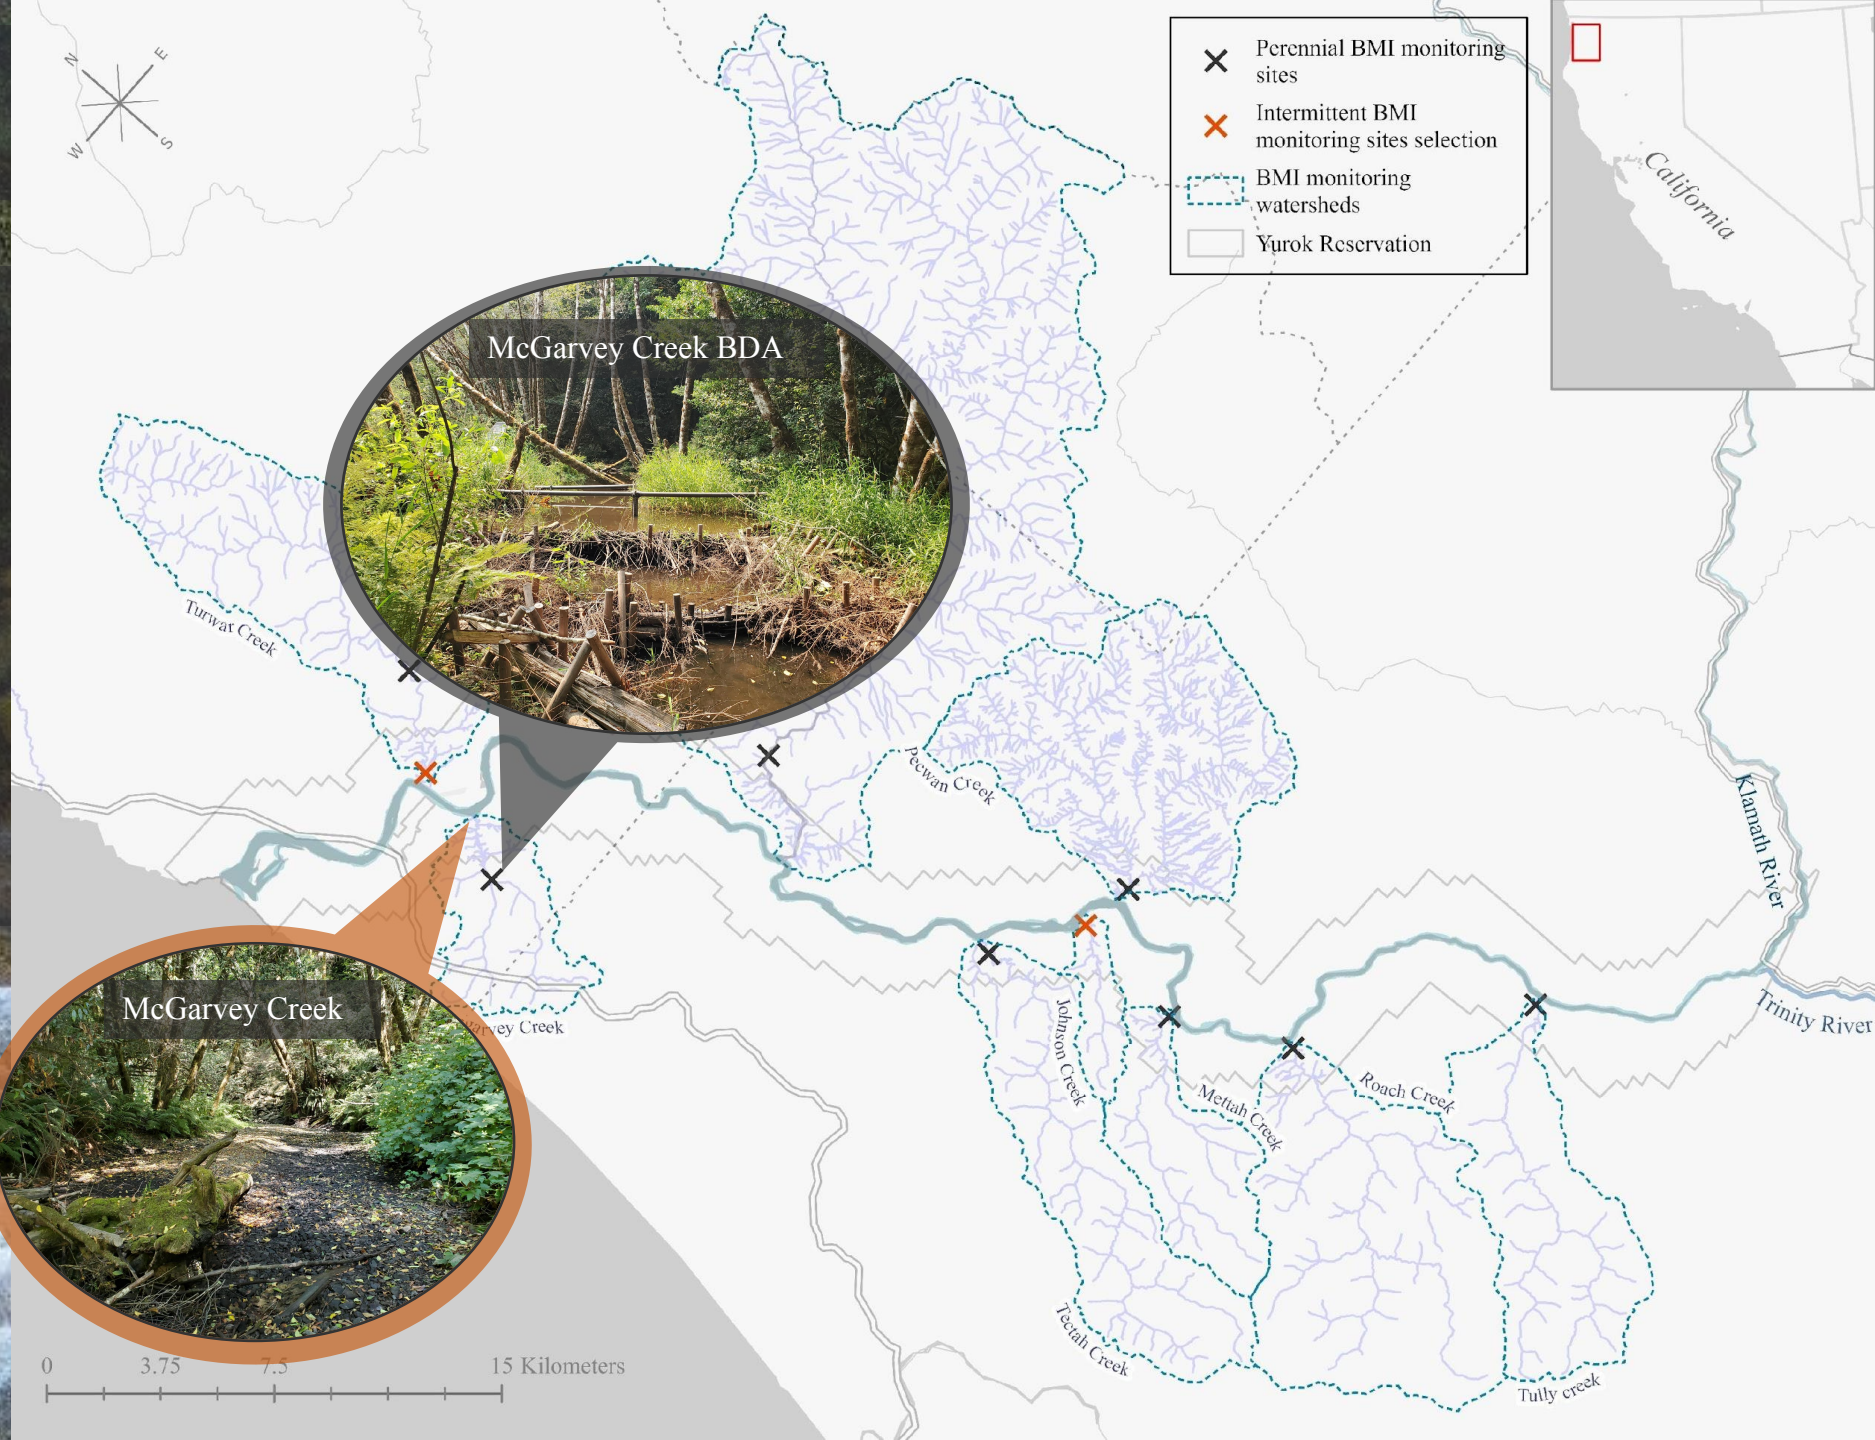 N
E
W
S
Perennial BMI monitoring
sites
Intermittent BMI
monitoring sites selection
BMI monitoring
watersheds
Yurok Reservation
California
McGarvey Creek BDA
Turwar Creek
Pecwan Creek
Klamath River
Trinity River
McGarvey Creek
Creek
Johnson Creek
Mettah Creek
Roach Creek
Tectah Creek
Tully creek
0
3.75
7.5
15 Kilometers